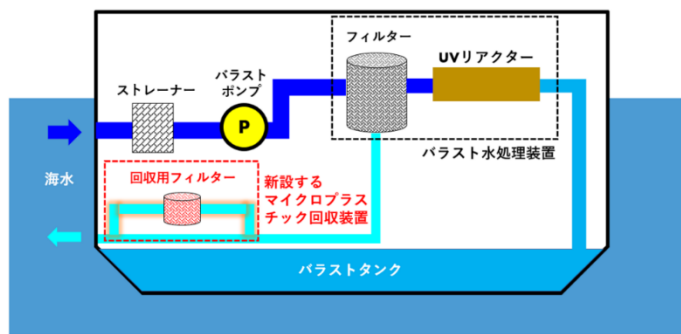 フィルター
UVリアクター
バラスト
ポンプ
ストレーナー
P
バラスト水処理装置
海水
回収用フィルター
新設する
マイクロプラス
チック回収装置
バラストタンク